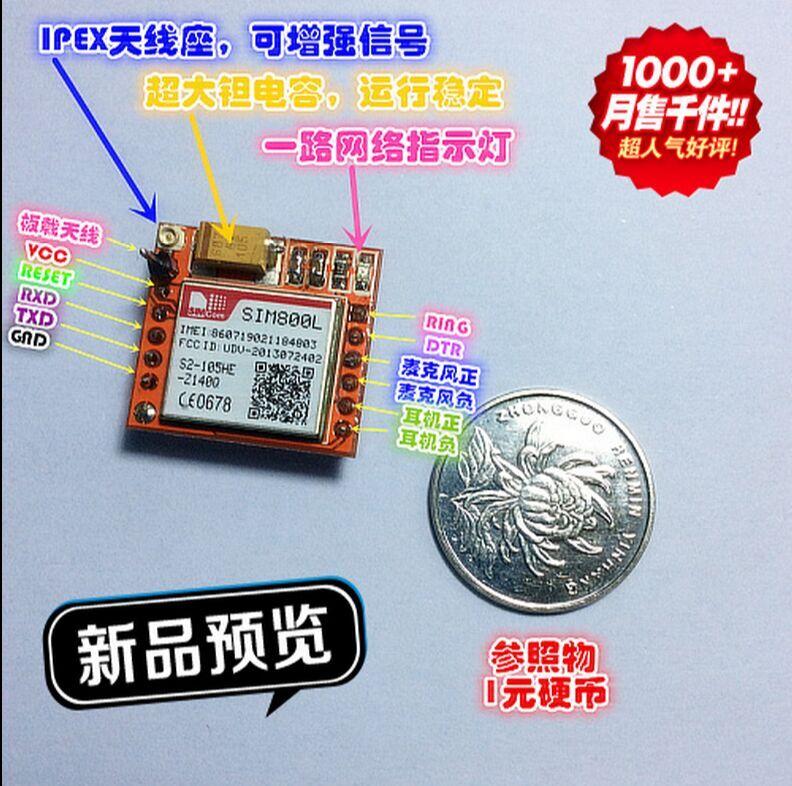 IPEX天线座，可增强信号
超大钽电容，运行稳定
一路网络指示灯
1000+
月售千件!!
超人气好评!
板载天线
VCC
RESET
RXD
TXD
GND
SIMCom
SIM800L
IMEI:860719021184803
FCC ID:UDV-2013072402
S2-105HE
-Z1400
CE0678
RING
DTR
麦克风正
麦克风负
耳机正
耳机负
ZHONGGUO RENMIN YINHANG
新品预览
参照物
1元硬币